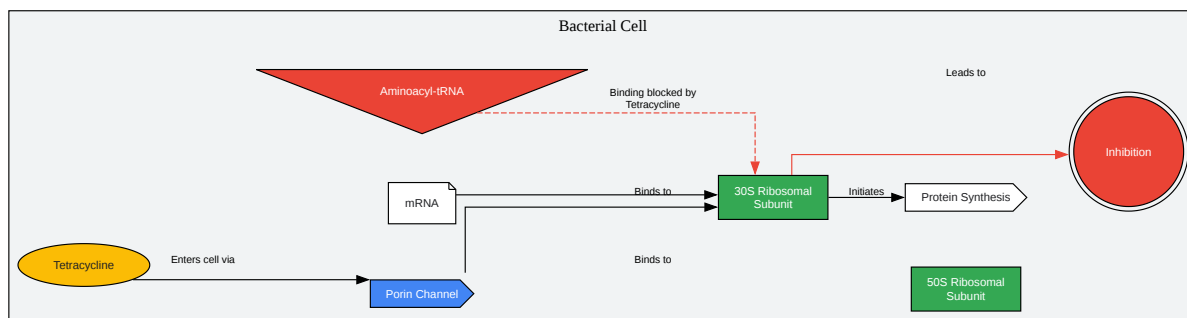 Bacterial Cell
Leads to
Aminoacyl-tRNA
Binding blocked by
Tetracycline
Inhibition
mRNA
Binds to
30S Ribosomal
Subunit
Initiates
Protein Synthesis
Tetracycline
Enters cell via
Binds to
Porin Channel
50S Ribosomal
Subunit